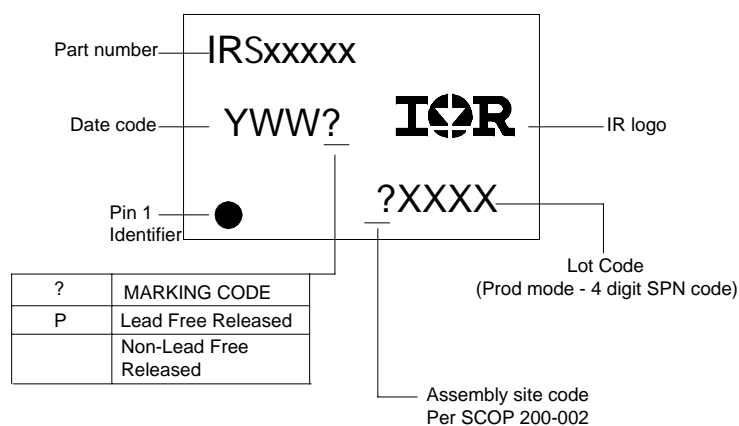 Part number
IRSxxxxx
Date code
YWW?
IOR
IR logo
?XXXX
Pin 1
Identifier
Lot Code
(Prod mode - 4 digit SPN code)
? MARKING CODE
P Lead Free Released
Non-Lead Free
Released
Assembly site code
Per SCOP 200-002